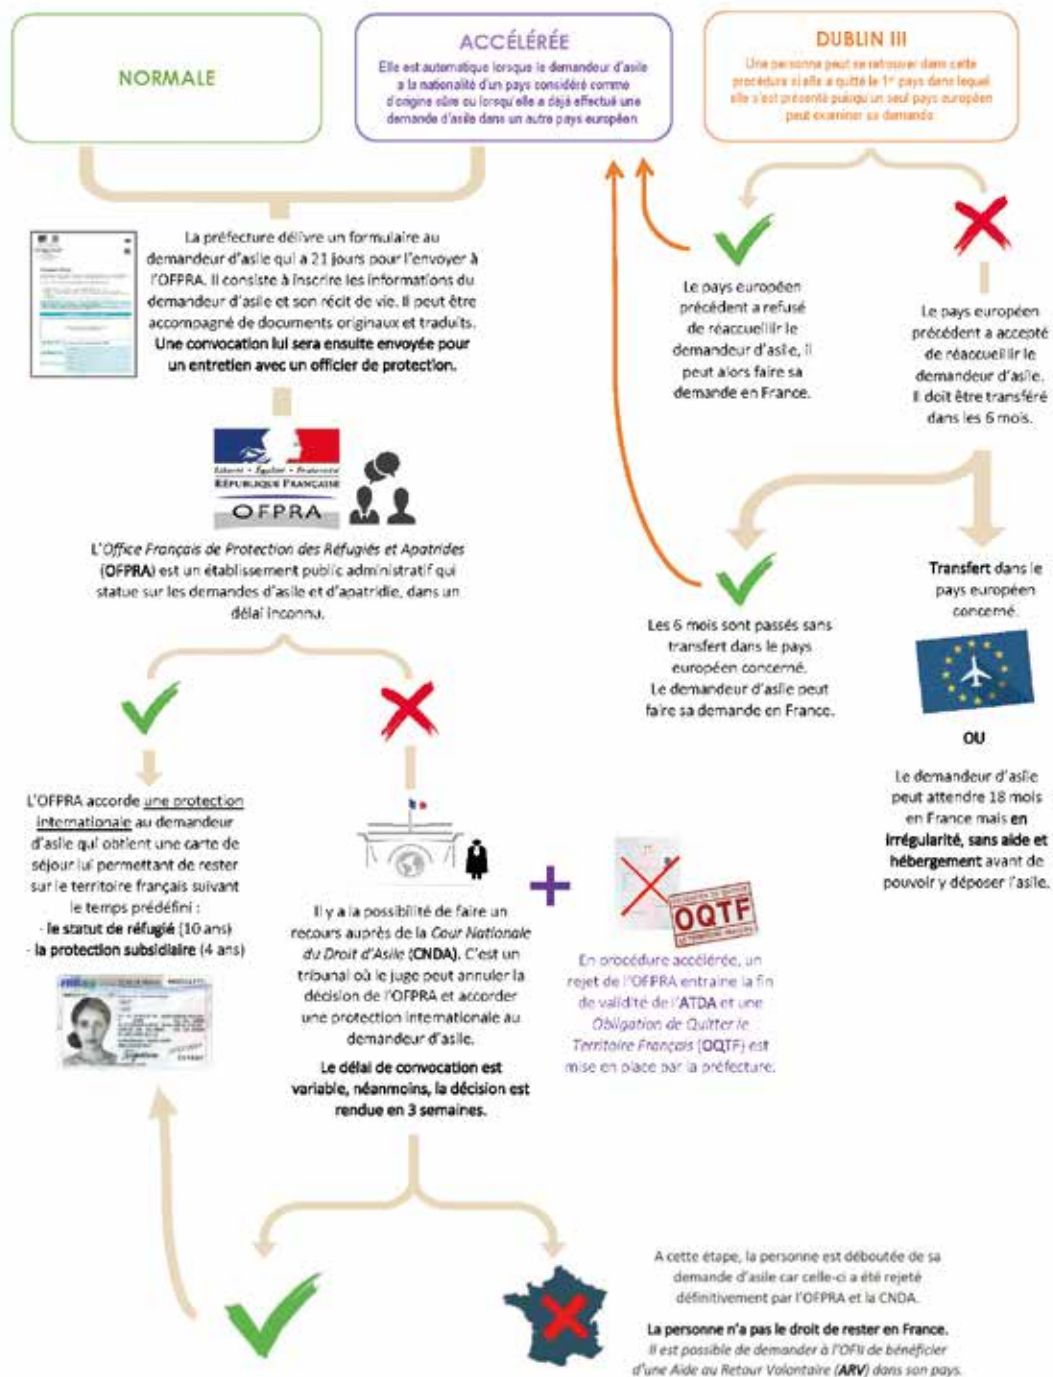 NORMALE
ACCÉLÉRÉE
Elle est automatique lorsque le demandeur d'asile
a la nationalité d'un pays considéré comme
d'origine sûre ou lorsqu'elle a déjà effectué une
demande d'asile dans un autre pays européen
DUBLIN III
Une personne peut se retrouver dans cette
procédure si elle a quitté le 1er pays dans lequel
elle s'est présenté puisqu'un seul pays européen
peut examiner sa demande
La préfecture délivre un formulaire au
demandeur d'asile qui a 21 jours pour l'envoyer à
l'OFPRA. Il consiste à inscrire les informations du
demandeur d'asile et son récit de vie. Il peut être
accompagné de documents originaux et traduits.
Une convocation lui sera ensuite envoyée pour
un entretien avec un officier de protection.
Liberté • Égalité • Fraternité
RÉPUBLIQUE FRANÇAISE
OFPRA
L'Office Français de Protection des Réfugiés et Apatrides
(OFPRA) est un établissement public administratif qui
statue sur les demandes d'asile et d'apatridie, dans un
délai inconnu.
Le pays européen
précédent a refusé
de réaccueillir le
demandeur d'asile, il
peut alors faire sa
demande en France.
Le pays européen
précédent a accepté
de réaccueillir le
demandeur d'asile.
Il doit être transféré
dans les 6 mois.
Les 6 mois sont passés sans
transfert dans le pays
européen concerné.
Le demandeur d'asile peut
faire sa demande en France.
Transfert dans le
pays européen
concerné.
OU
Le demandeur d'asile
peut attendre 18 mois
en France mais en
irrégularité, sans aide et
hébergement avant de
pouvoir y déposer l'asile.
L'OFPRA accorde une protection
internationale au demandeur
d'asile qui obtient une carte de
séjour lui permettant de rester
sur le territoire français suivant
le temps prédéfini :
- le statut de réfugié (10 ans)
- la protection subsidiaire (4 ans)
Il y a la possibilité de faire un
recours auprès de la Cour Nationale
du Droit d'Asile (CNDA). C'est un
tribunal où le juge peut annuler la
décision de l'OFPRA et accorder
une protection internationale au
demandeur d'asile.
Le délai de convocation est
variable, néanmoins, la décision est
rendue en 3 semaines.
OQTF
En procédure accélérée, un
rejet de l'OFPRA entraine la fin
de validité de l'ATDA et une
Obligation de Quitter le
Territoire Français (OQTF) est
mise en place par la préfecture.
A cette étape, la personne est déboutée de sa
demande d'asile car celle-ci a été rejeté
définitivement par l'OFPRA et la CNDA.
La personne n'a pas le droit de rester en France.
Il est possible de demander à l'OFII de bénéficier
d'une Aide au Retour Volontaire (ARV) dans son pays.